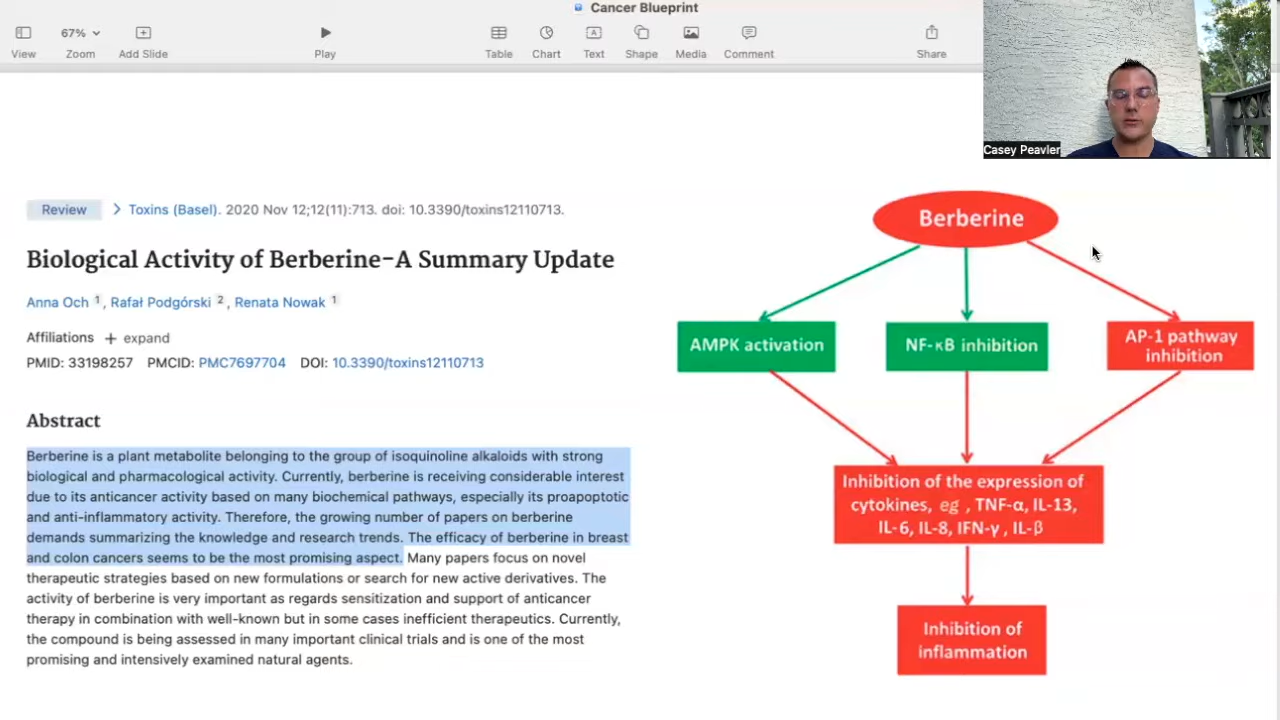 Cancer Blueprint
67%
View
Zoom
Add Slide
Play
Table
Chart
Text
Shape
Media
Comment
Share
Casey Peavler
Review
Toxins (Basel). 2020 Nov 12;12(11):713. doi: 10.3390/toxins12110713.
Biological Activity of Berberine-A Summary Update
Anna Och 1, Rafał Podgórski 2, Renata Nowak 1
Affiliations + expand
PMID: 33198257 PMCID: PMC7697704 DOI: 10.3390/toxins12110713
Abstract
Berberine is a plant metabolite belonging to the group of isoquinoline alkaloids with strong
biological and pharmacological activity. Currently, berberine is receiving considerable interest
due to its anticancer activity based on many biochemical pathways, especially its proapoptotic
and anti-inflammatory activity. Therefore, the growing number of papers on berberine
demands summarizing the knowledge and research trends. The efficacy of berberine in breast
and colon cancers seems to be the most promising aspect. Many papers focus on novel
therapeutic strategies based on new formulations or search for new active derivatives. The
activity of berberine is very important as regards sensitization and support of anticancer
therapy in combination with well-known but in some cases inefficient therapeutics. Currently,
the compound is being assessed in many important clinical trials and is one of the most
promising and intensively examined natural agents.
Berberine
AMPK activation
NF-κB inhibition
AP-1 pathway
inhibition
Inhibition of the expression of
cytokines, eg , TNF-α, IL-13,
IL-6, IL-8, IFN-γ , IL-β
Inhibition of
inflammation